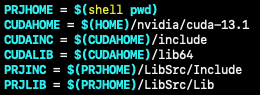 PRJHOME = $(shell pwd)
CUDAHOME = $(HOME)/nvidia/cuda-13.1
CUDAINC = $(CUDAHOME)/include
CUDALIB = $(CUDAHOME)/lib64
PRJINC = $(PRJHOME)/LibSrc/Include
PRJLIB = $(PRJHOME)/LibSrc/Lib